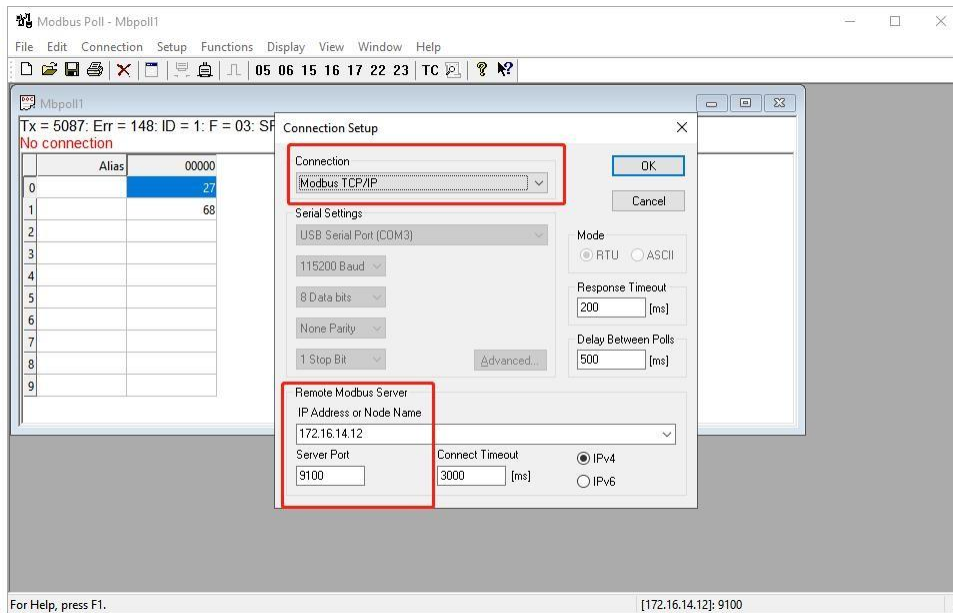 Modbus Poll - Mbpoll1
File Edit Connection Setup Functions Display View Window Help
05 06 15 16 17 22 23 TC
Mbpoll1
Tx = 5087: Err = 148: ID = 1: F = 03: SF
No connection
Alias 00000
0 27
1 68
2
3
4
5
6
7
8
9
Connection Setup
Connection
Modbus TCP/IP
OK
Cancel
Serial Settings
USB Serial Port (COM3)
115200 Baud
8 Data bits
None Parity
1 Stop Bit
Advanced...
Mode
RTU ASCII
Response Timeout
200 [ms]
Delay Between Polls
500 [ms]
Remote Modbus Server
IP Address or Node Name
172.16.14.12
Server Port
9100
Connect Timeout
3000 [ms]
IPv4
IPv6
For Help, press F1.
[172.16.14.12]: 9100